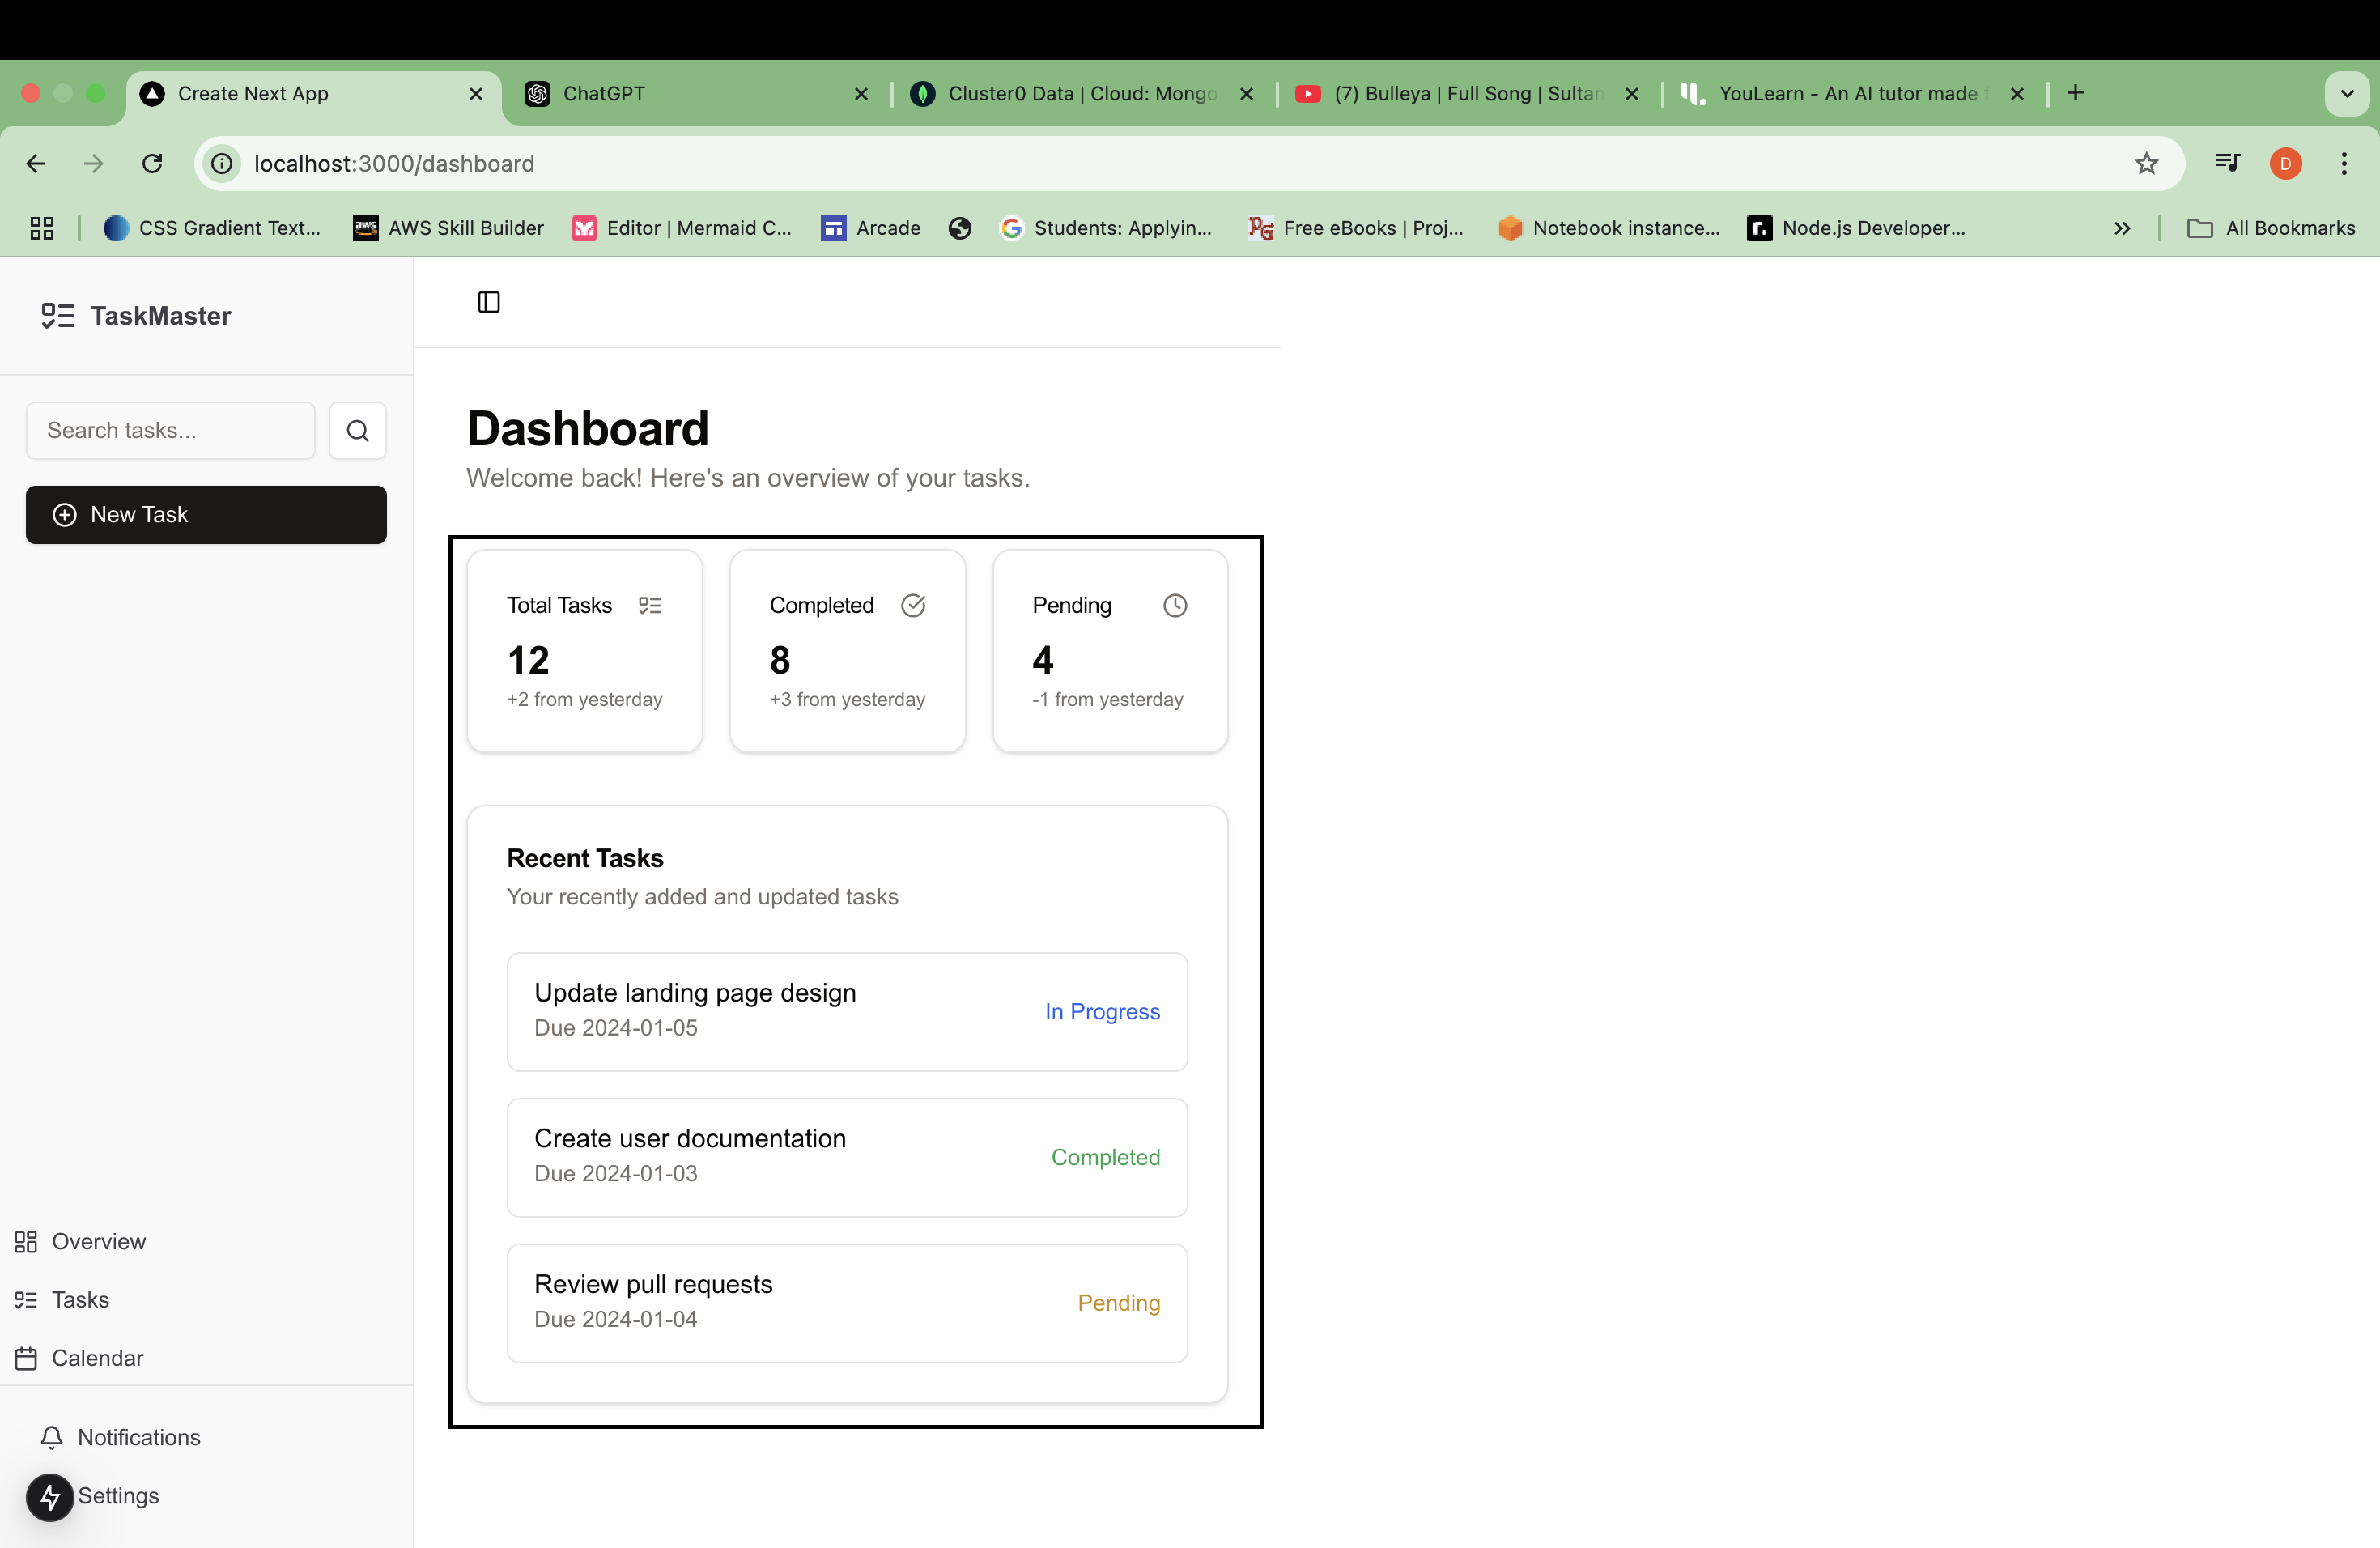 Create Next App
ChatGPT
Cluster0 Data | Cloud: Mongo
(7) Bulleya | Full Song | Sultan
YouLearn - An AI tutor made f
localhost:3000/dashboard
D
CSS Gradient Text...
AWS Skill Builder
Editor | Mermaid C...
Arcade
Students: Applyin...
Free eBooks | Proj...
Notebook instance...
Node.js Developer...
All Bookmarks
TaskMaster
Search tasks...
New Task
Overview
Tasks
Calendar
Notifications
Settings
Dashboard
Welcome back! Here's an overview of your tasks.
Total Tasks
12
+2 from yesterday
Completed
8
+3 from yesterday
Pending
4
-1 from yesterday
Recent Tasks
Your recently added and updated tasks
Update landing page design
Due 2024-01-05
In Progress
Create user documentation
Due 2024-01-03
Completed
Review pull requests
Due 2024-01-04
Pending